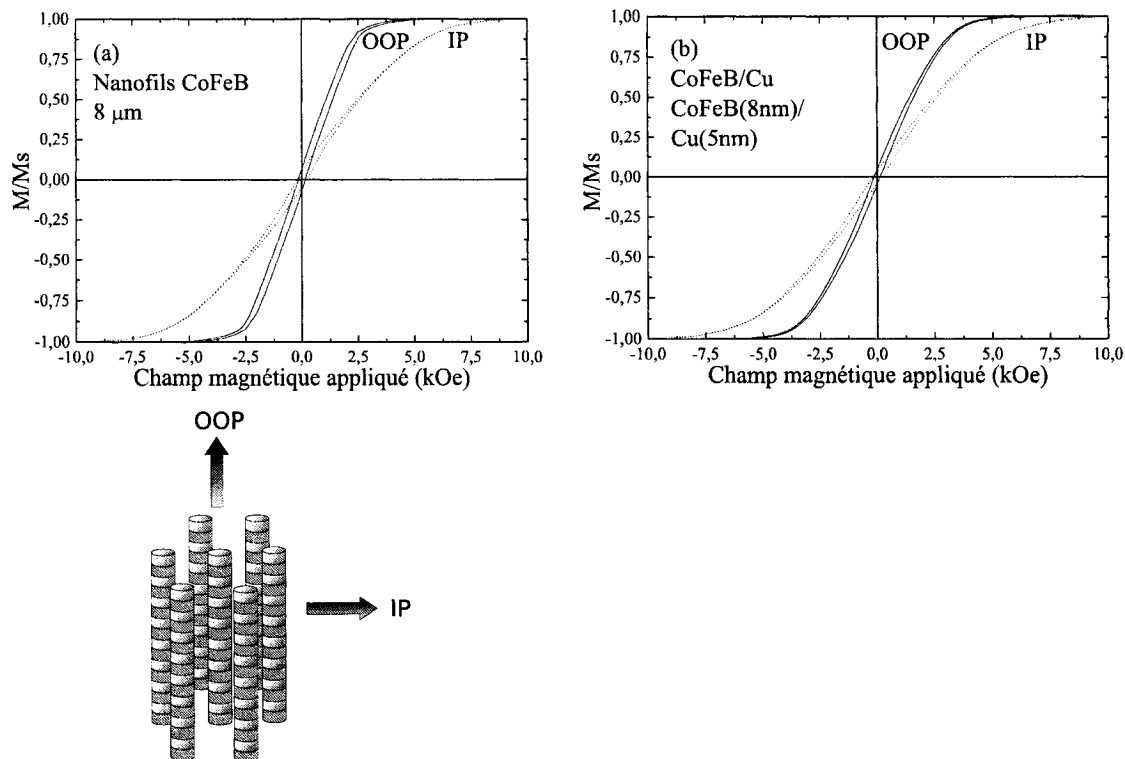 1,00
0,75
0,50
0,25
0,00
-0,25
-0,50
-0,75
-1,00
M/Ms
(a)
Nanofils CoFeB
8 µm
OOP
IP
-10,0 -7,5 -5,0 -2,5 0,0 2,5 5,0 7,5 10,0
Champ magnétique appliqué (kOe)
1,00
0,75
0,50
0,25
0,00
-0,25
-0,50
-0,75
-1,00
M/Ms
(b)
CoFeB/Cu
CoFeB(8nm)/
Cu(5nm)
OOP
IP
-10,0 -7,5 -5,0 -2,5 0,0 2,5 5,0 7,5 10,0
Champ magnétique appliqué (kOe)
OOP
IP